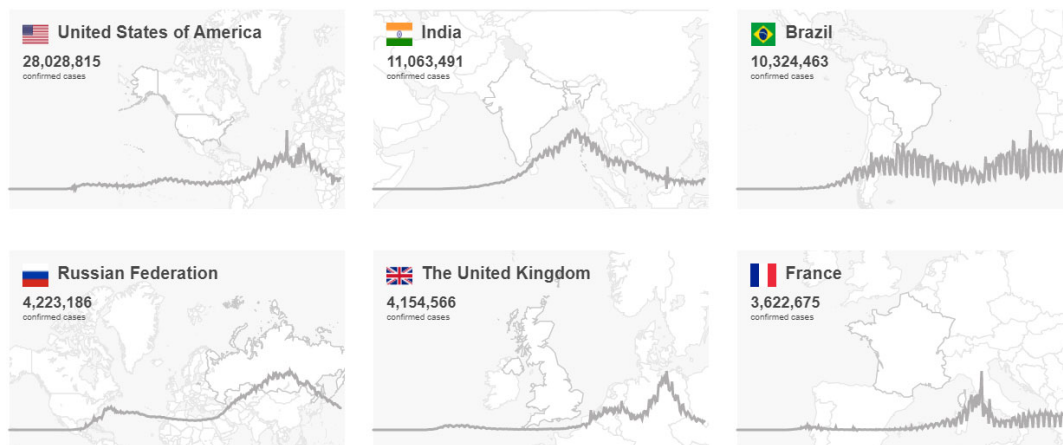 United States of America
28,028,815
confirmed cases
India
11,063,491
confirmed cases
Brazil
10,324,463
confirmed cases
Russian Federation
4,223,186
confirmed cases
The United Kingdom
4,154,566
confirmed cases
France
3,622,675
confirmed cases